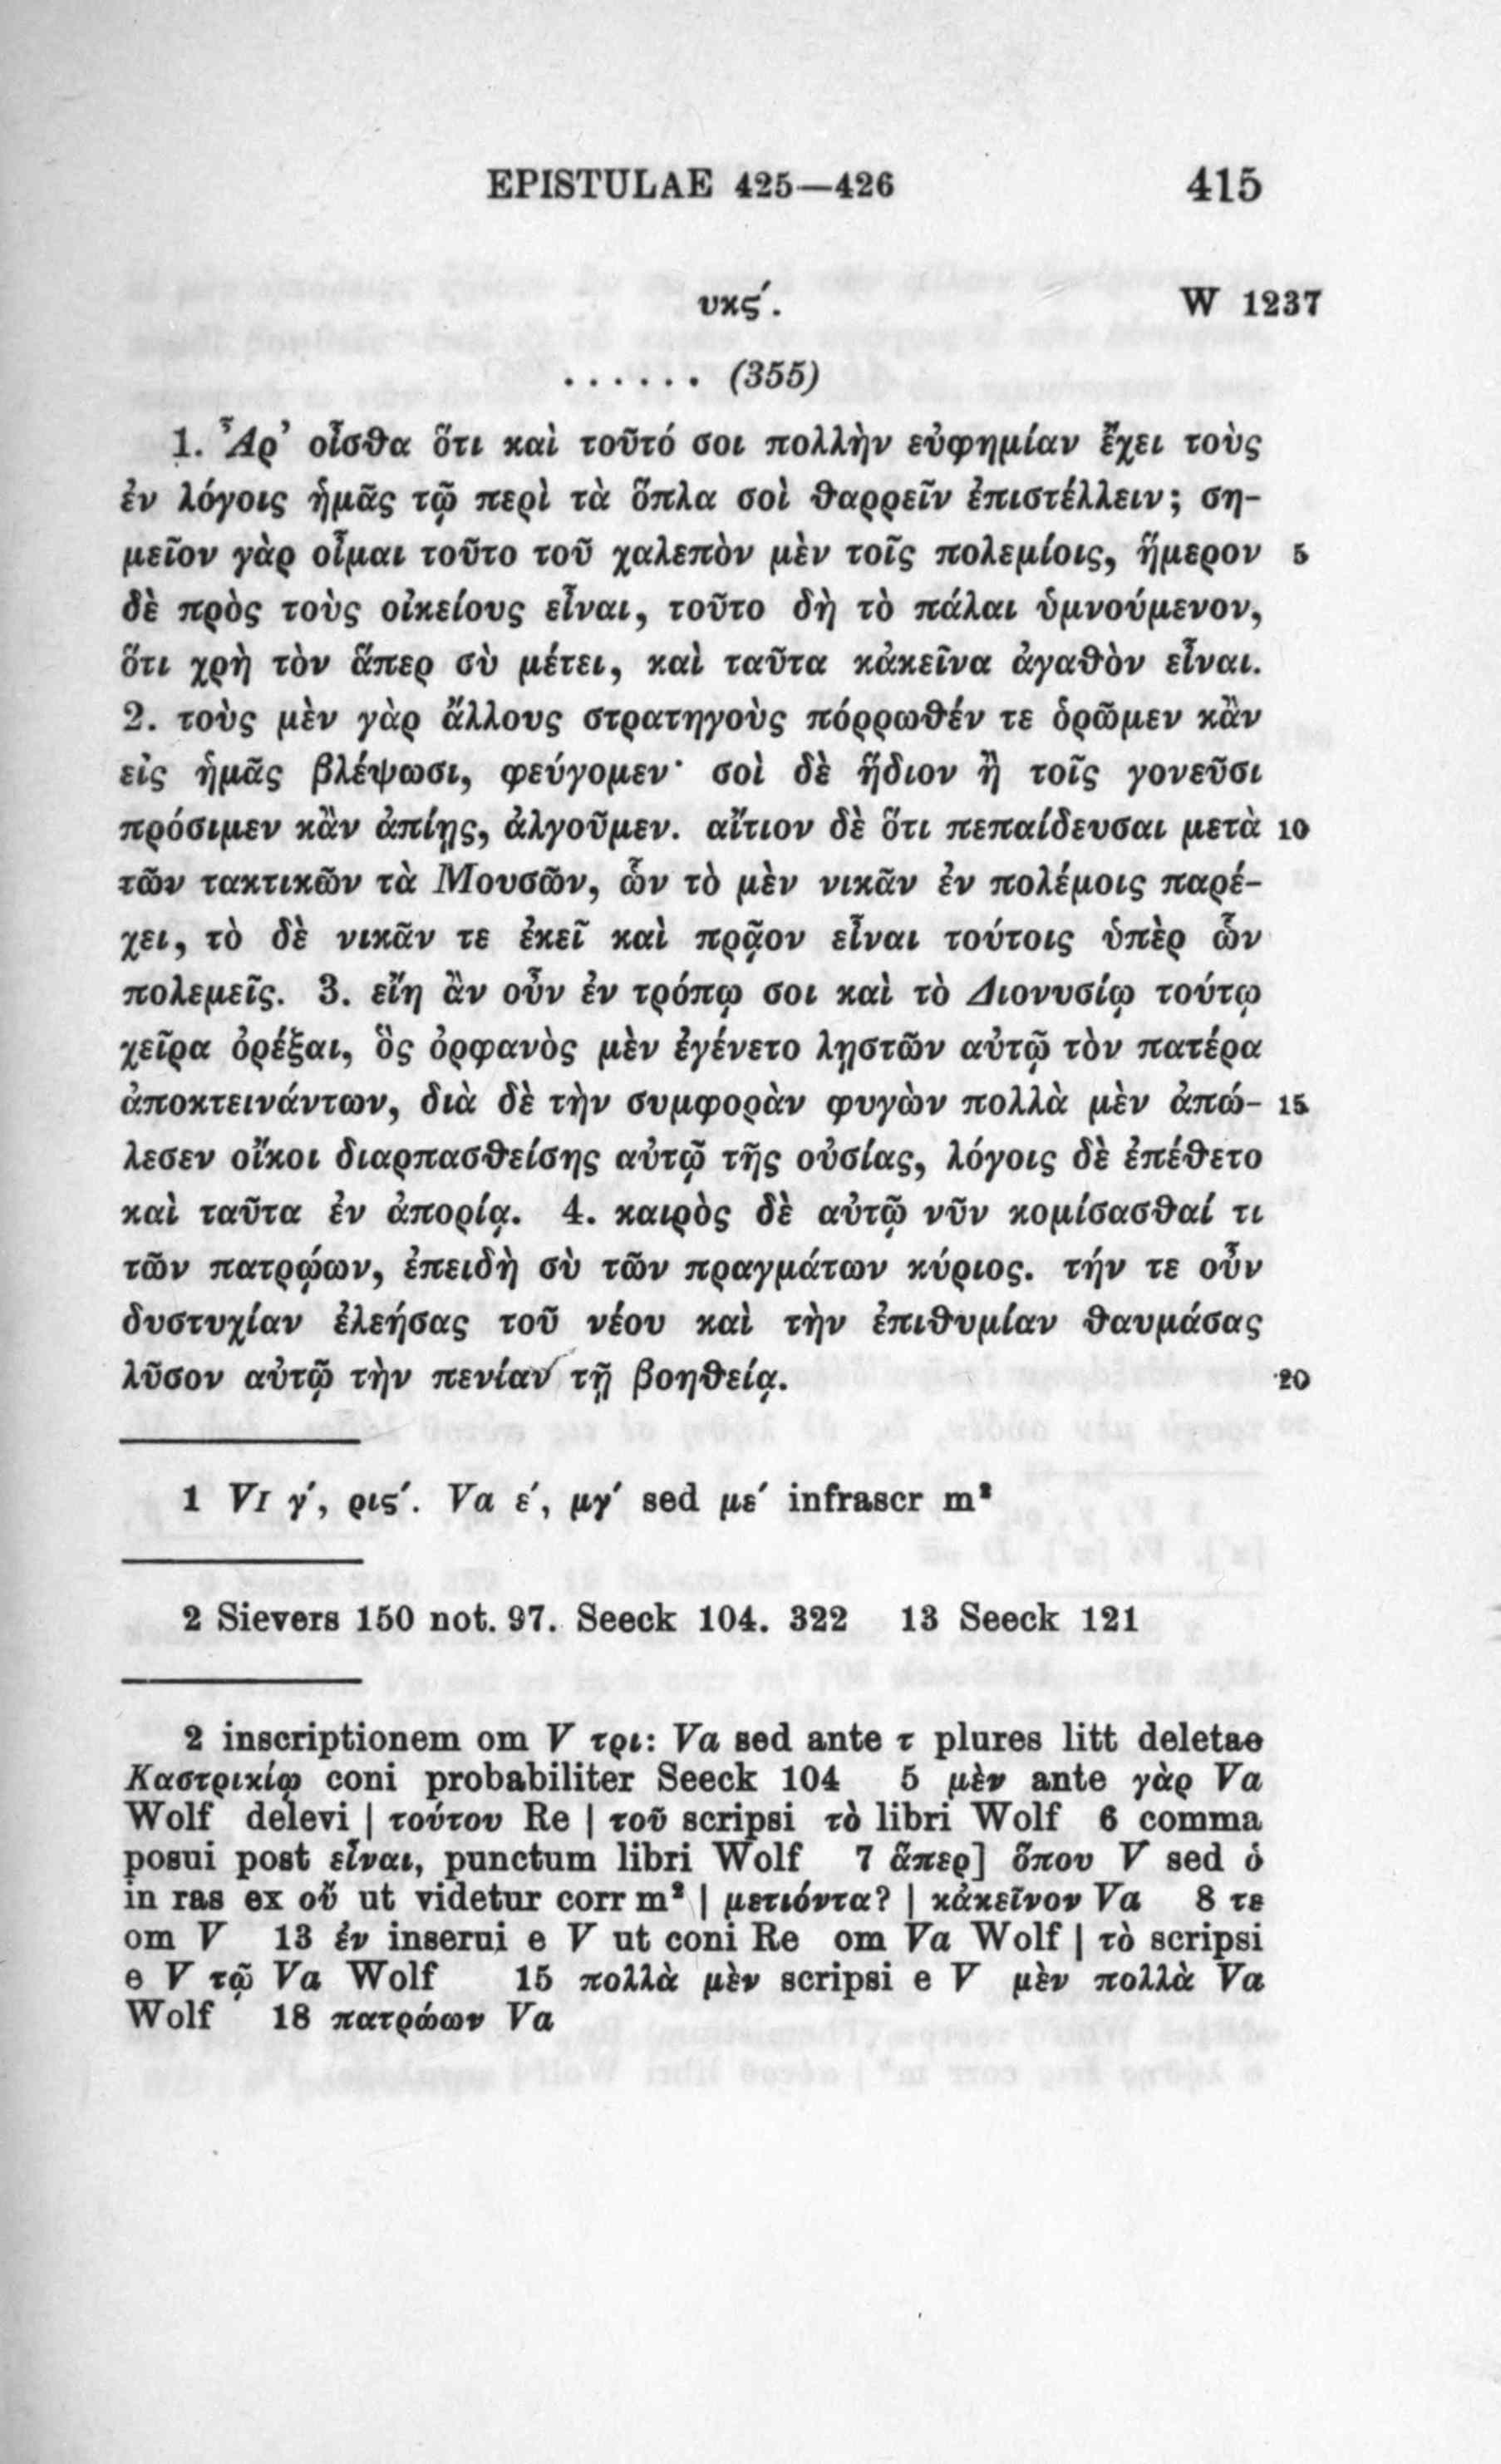 EPISTULAE 425—426 415
υκϛ´. W 1237
. . . . . . (355)
1. Ἆρ’ οἶσθα ὅτι καὶ τοῦτό σοι πολλὴν εὐφημίαν ἔχει τοὺς
ἐν λόγοις ἡμᾶς τῷ περὶ τὰ ὅπλα σοὶ θαρρεῖν ἐπιστέλλειν; ση-
μεῖον γὰρ οἶμαι τοῦτο τοῦ χαλεπὸν μὲν τοῖς πολεμίοις, ἥμερον 5
δὲ πρὸς τοὺς οἰκείους εἶναι, τοῦτο δὴ τὸ πάλαι ὑμνούμενον,
ὅτι χρὴ τὸν ἅπερ σὺ μέτει, καὶ ταῦτα κἀκεῖνα ἀγαθὸν εἶναι.
2. τοὺς μὲν γὰρ ἄλλους στρατηγοὺς πόρρωθέν τε ὁρῶμεν κἂν
εἰς ἡμᾶς βλέψωσι, φεύγομεν· σοὶ δὲ ἥδιον ἢ τοῖς γονεῦσι
πρόσιμεν κἂν ἀπίῃς, ἀλγοῦμεν. αἴτιον δὲ ὅτι πεπαίδευσαι μετὰ 10
τῶν τακτικῶν τὰ Μουσῶν, ὧν τὸ μὲν νικᾶν ἐν πολέμοις παρέ-
χει, τὸ δὲ νικᾶν τε ἐκεῖ καὶ πρᾷον εἶναι τούτοις ὑπὲρ ὧν
πολεμεῖς. 3. εἴη ἂν οὖν ἐν τρόπῳ σοι καὶ τὸ Διονυσίῳ τούτῳ
χεῖρα ὀρέξαι, ὃς ὀρφανὸς μὲν ἐγένετο λῃστῶν αὐτῷ τὸν πατέρα
ἀποκτεινάντων, διὰ δὲ τὴν συμφορὰν φυγὼν πολλὰ μὲν ἀπώ- 15
λεσεν οἴκοι διαρπασθείσης αὐτῷ τῆς οὐσίας, λόγοις δὲ ἐπέθετο
καὶ ταῦτα ἐν ἀπορίᾳ. 4. καιρὸς δὲ αὐτῷ νῦν κομίσασθαί τι
τῶν πατρῴων, ἐπειδὴ σὺ τῶν πραγμάτων κύριος. τήν τε οὖν
δυστυχίαν ἐλεήσας τοῦ νέου καὶ τὴν ἐπιθυμίαν θαυμάσας
λῦσον αὐτῷ τὴν πενίαν τῇ βοηθείᾳ. 20
1 VI γ´, ριϛ´. Va ε´, μγ´ sed με´ infrascr m²
2 Sievers 150 not. 97. Seeck 104. 322 13 Seeck 121
2 inscriptionem om V τρι: Va sed ante τ plures litt deletae
Καστρικίῳ coni probabiliter Seeck 104 5 μὲν ante γὰρ Va
Wolf delevi | τούτου Re | τοῦ scripsi τὸ libri Wolf 6 comma
posui post εἶναι, punctum libri Wolf 7 ἅπερ] ὅπου V sed ὁ
in ras ex οὗ ut videtur corr m² | μετιόντα? | κἀκεῖνον Va 8 τε
om V 13 ἐν inserui e V ut coni Re om Va Wolf | τὸ scripsi
e V τῷ Va Wolf 15 πολλὰ μὲν scripsi e V μὲν πολλὰ Va
Wolf 18 πατρώων Va